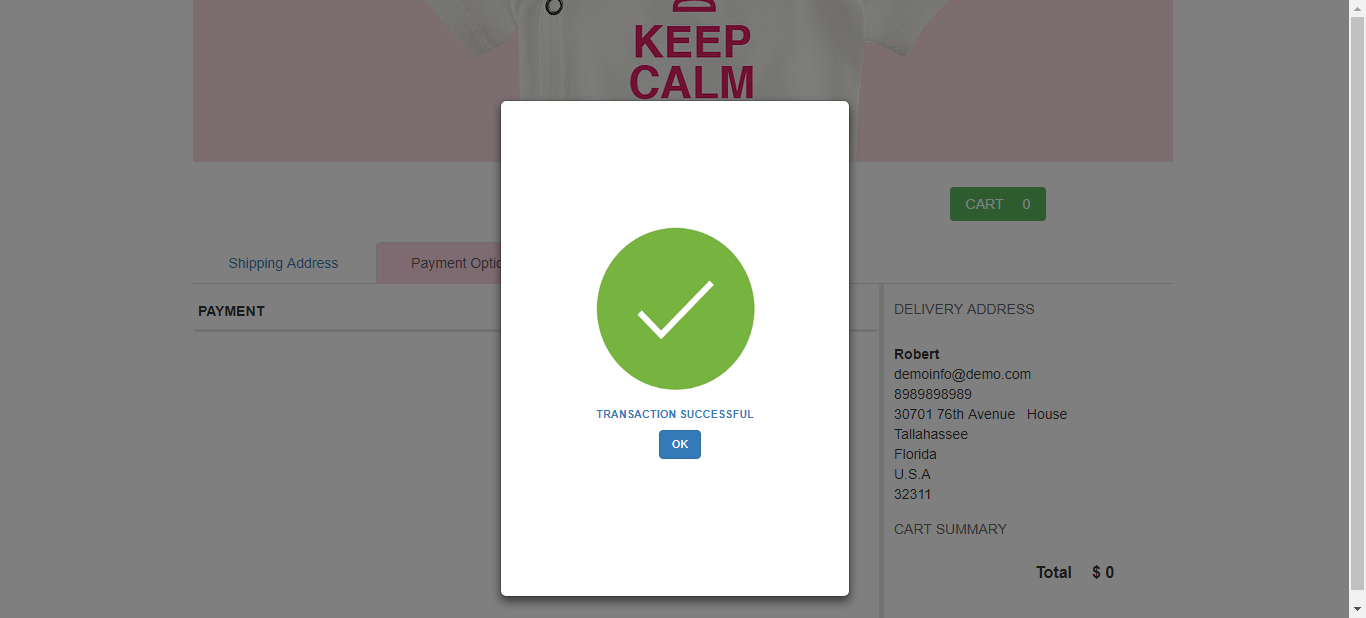 KEEP
CALM
CART 0
Shipping Address
Payment
PAYMENT
TRANSACTION SUCCESSFUL
OK
DELIVERY ADDRESS
Robert
demoinfo@demo.com
8989898989
30701 76th Avenue House
Tallahassee
Florida
U.S.A
32311
CART SUMMARY
Total $ 0